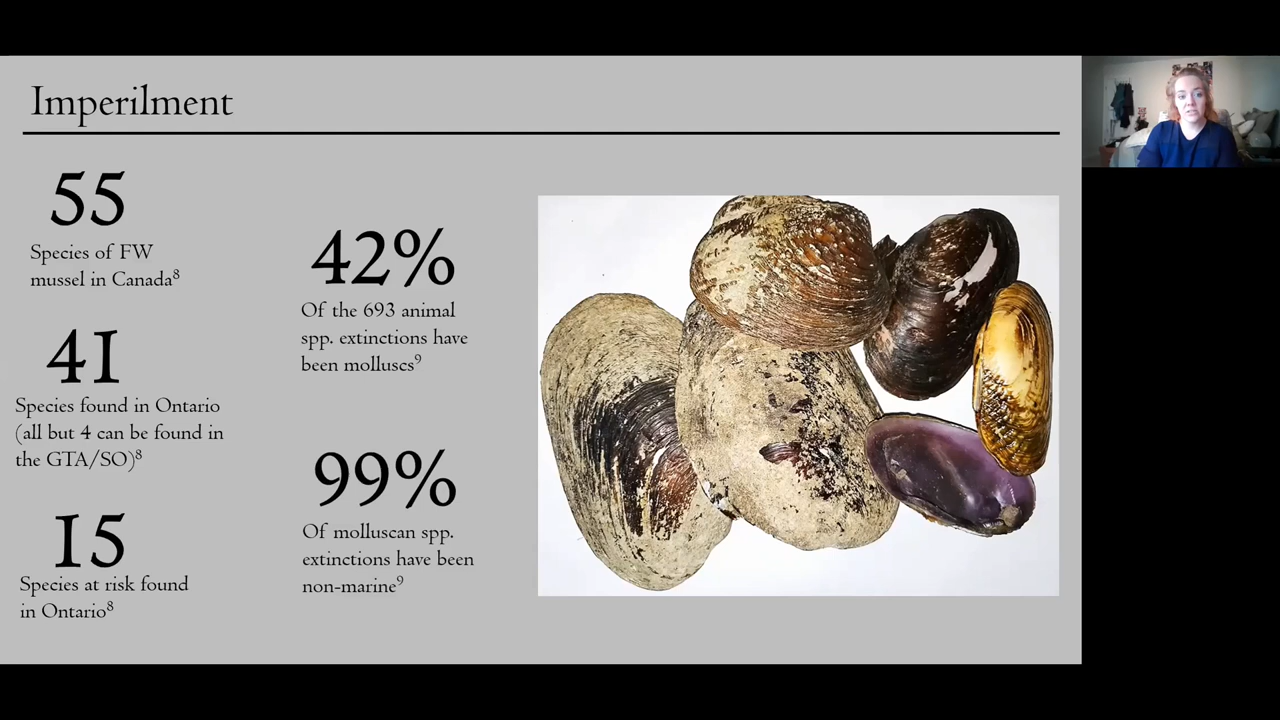 Imperilment
55
Species of FW
mussel in Canada⁸
41
Species found in Ontario
(all but 4 can be found in
the GTA/SO)⁸
15
Species at risk found
in Ontario⁸
42%
Of the 693 animal
spp. extinctions have
been molluscs⁹
99%
Of molluscan spp.
extinctions have been
non-marine⁹